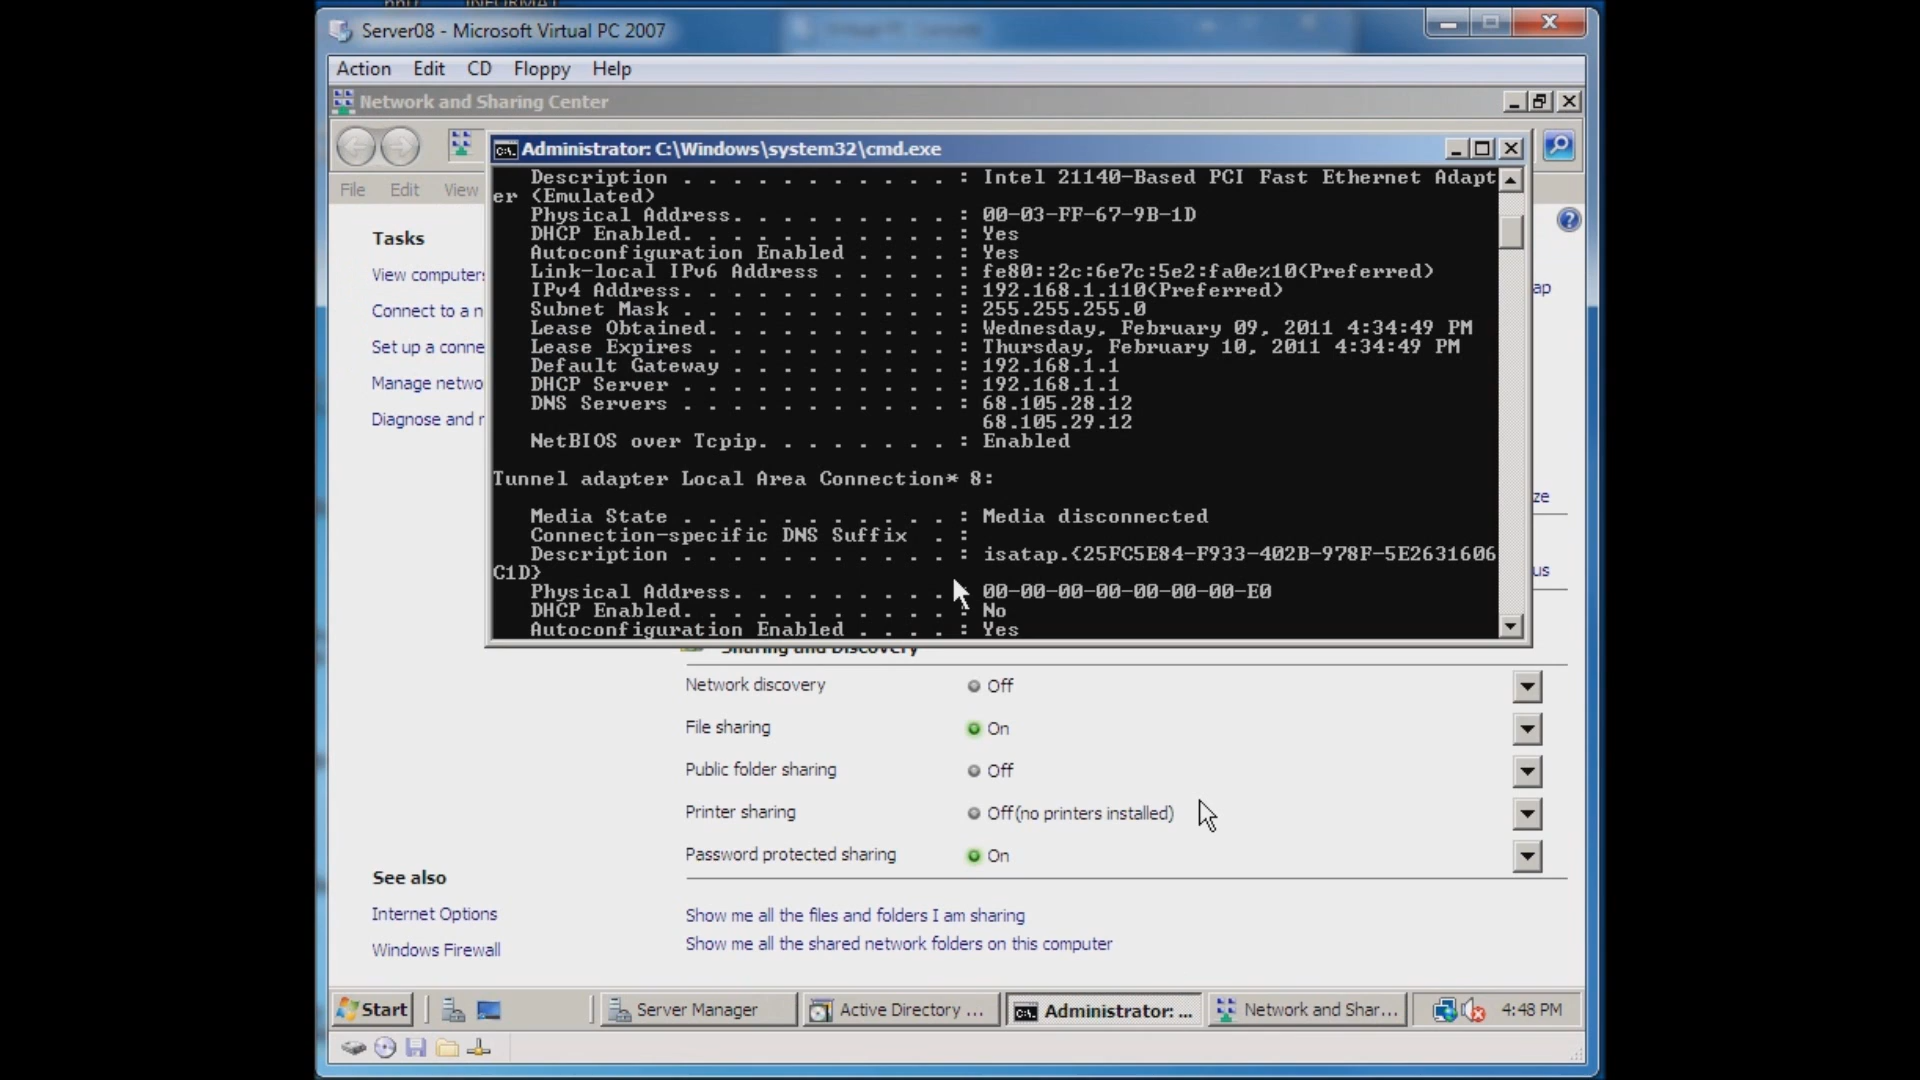 Server08 - Microsoft Virtual PC 2007
Action Edit CD Floppy Help
Network and Sharing Center
File Edit View
Administrator: C:\Windows\system32\cmd.exe
Description . . . . . . . . . . . : Intel 21140-Based PCI Fast Ethernet Adapt
er (Emulated)
Physical Address. . . . . . . . . : 00-03-FF-67-9B-1D
DHCP Enabled. . . . . . . . . . . : Yes
Autoconfiguration Enabled . . . . : Yes
Link-local IPv6 Address . . . . . : fe80::2c:6e7c:5e2:fa0e%10(Preferred)
IPv4 Address. . . . . . . . . . . : 192.168.1.110(Preferred)
Subnet Mask . . . . . . . . . . . : 255.255.255.0
Lease Obtained. . . . . . . . . . : Wednesday, February 09, 2011 4:34:49 PM
Lease Expires . . . . . . . . . . : Thursday, February 10, 2011 4:34:49 PM
Default Gateway . . . . . . . . . : 192.168.1.1
DHCP Server . . . . . . . . . . . : 192.168.1.1
DNS Servers . . . . . . . . . . . : 68.105.28.12
68.105.29.12
NetBIOS over Tcpip. . . . . . . . : Enabled
Tunnel adapter Local Area Connection* 8:
Media State . . . . . . . . . . . : Media disconnected
Connection-specific DNS Suffix . :
Description . . . . . . . . . . . : isatap.{25FC5E84-F933-402B-978F-5E2631606
C1D}
Physical Address. . . . . . . . . : 00-00-00-00-00-00-00-E0
DHCP Enabled. . . . . . . . . . . : No
Autoconfiguration Enabled . . . . : Yes
Tasks
View computers
Connect to a n
Set up a conne
Manage netwo
Diagnose and r
ap
ze
us
Sharing and Discovery
Network discovery Off
File sharing On
Public folder sharing Off
Printer sharing Off (no printers installed)
Password protected sharing On
See also
Internet Options
Windows Firewall
Show me all the files and folders I am sharing
Show me all the shared network folders on this computer
Start Server Manager Active Directory ... Administrator: ... Network and Shar... 4:48 PM